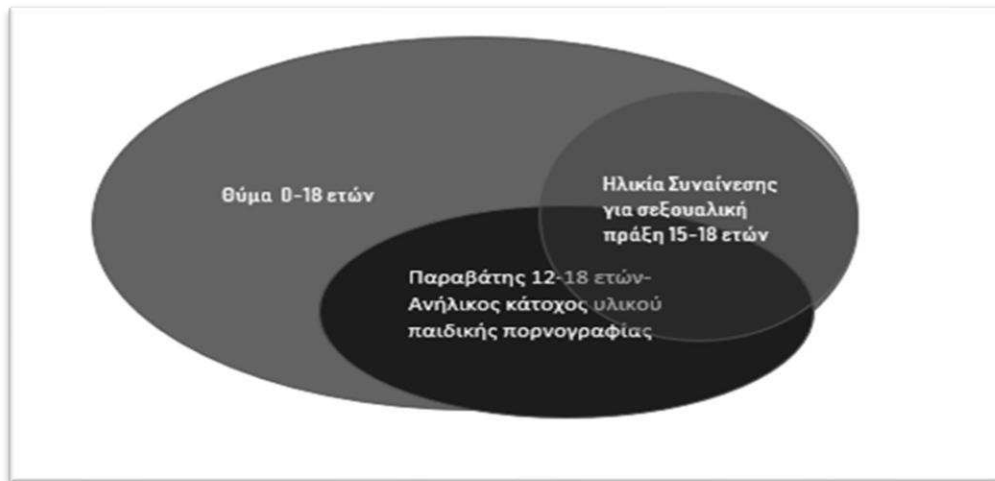 Θύμα 0-18 ετών
Ηλικία Συναίνεσης
για σεξουαλική
πράξη 15-18 ετών
Παραβάτης 12-18 ετών-
Ανήλικος κάτοχος υλικού
παιδικής πορνογραφίας